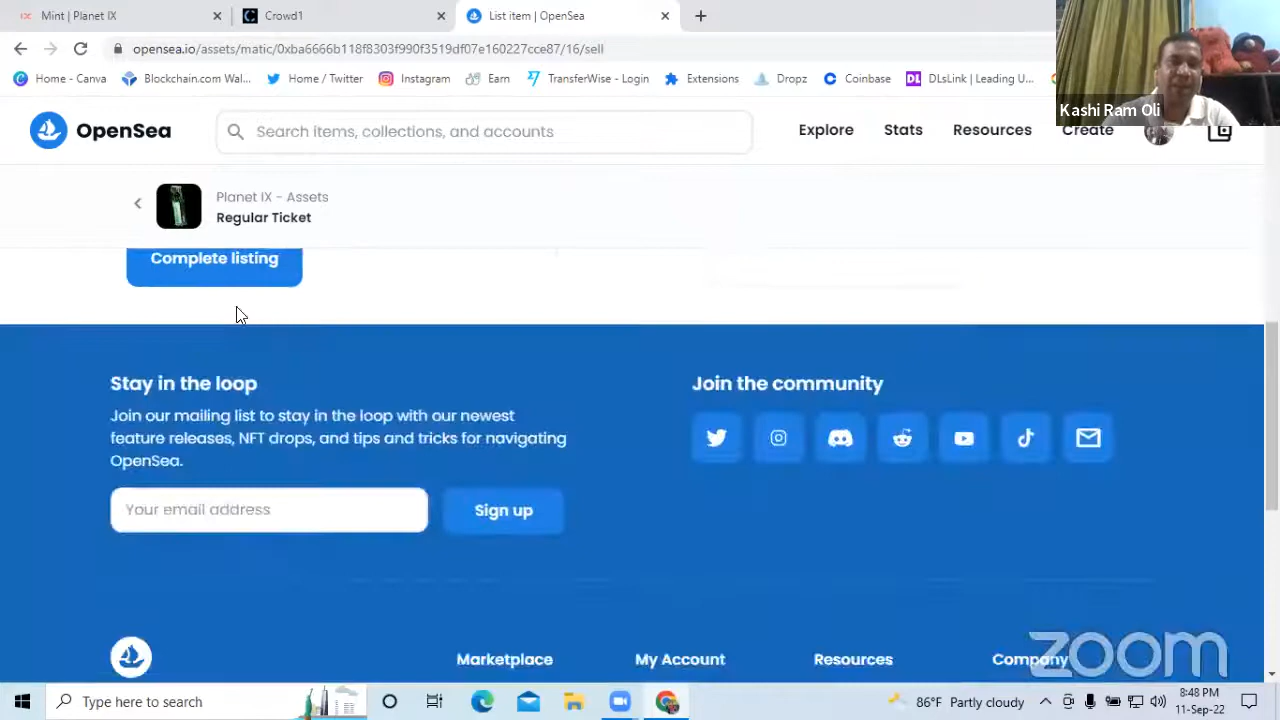 Mint | Planet IX
Crowd1
List item | OpenSea
opensea.io/assets/matic/0xba6666b118f8303f990f3519df07e160227cce87/16/sell
Home - Canva
Blockchain.com Wal...
Home / Twitter
Instagram
Earn
TransferWise - Login
Extensions
Dropz
Coinbase
DL
DLsLink | Leading U...
Kashi Ram Oli
OpenSea
Search items, collections, and accounts
Explore
Stats
Resources
Create
Planet IX - Assets
Regular Ticket
Complete listing
Stay in the loop
Join our mailing list to stay in the loop with our newest
feature releases, NFT drops, and tips and tricks for navigating
OpenSea.
Your email address
Sign up
Join the community
Marketplace
My Account
Resources
Company
zoom
Type here to search
86°F Partly cloudy
8:48 PM
11-Sep-22